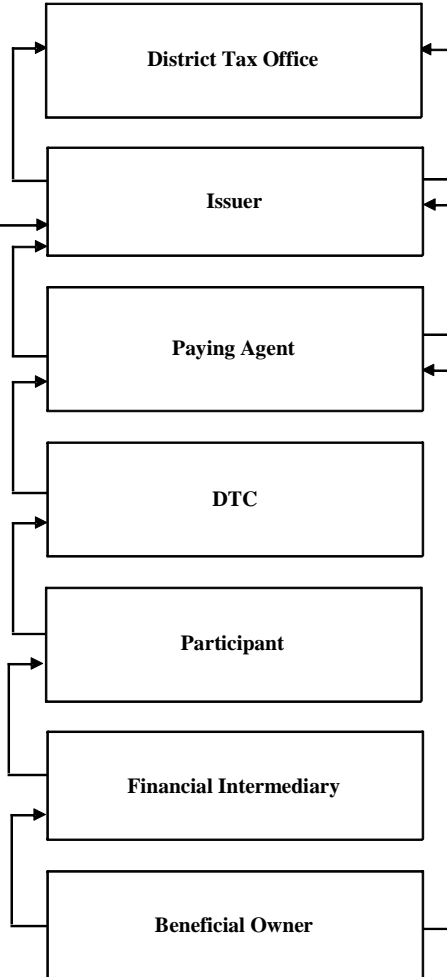 District Tax Office
Issuer
Paying Agent
DTC
Participant
Financial Intermediary
Beneficial Owner